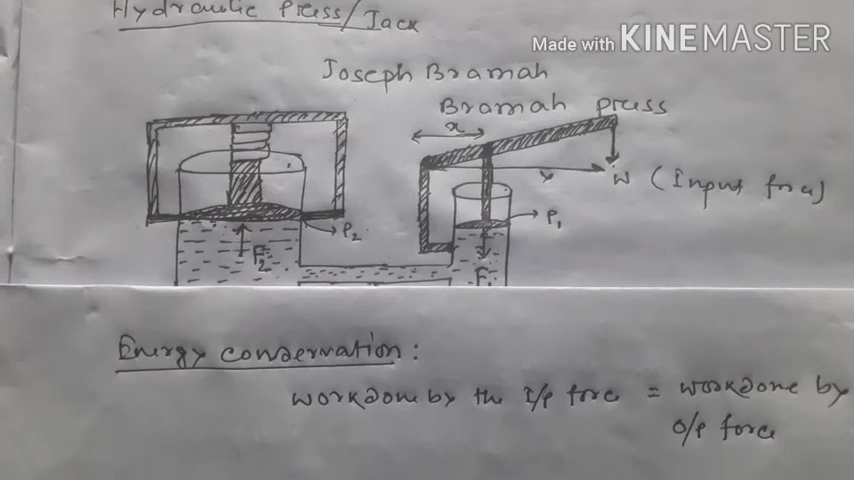 Hydraulic Press/Jack
Made with KINEMASTER
Joseph Bramah
Bramah press
x
y
W (Input force)
P1
P2
F2
F1
Energy conservation:
workdone by the I/p force = workdone by
O/p force